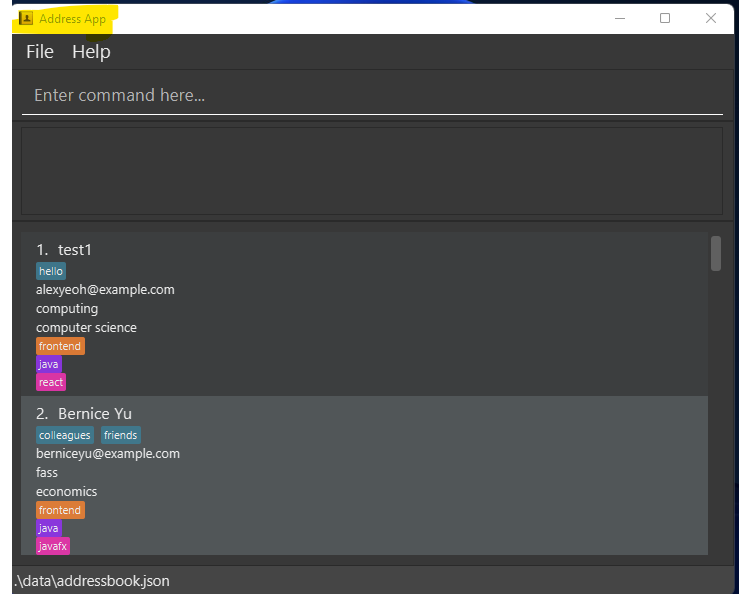 Address App
File Help
Enter command here...
1. test1
hello
alexyeoh@example.com
computing
computer science
frontend
java
react
2. Bernice Yu
colleagues friends
berniceyu@example.com
fass
economics
frontend
java
javafx
.\data\addressbook.json